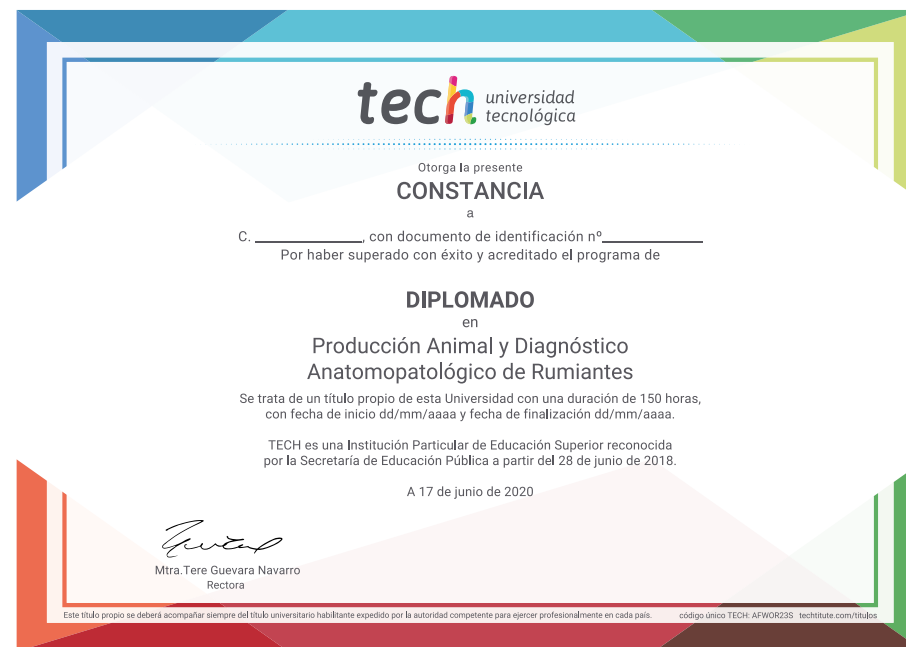 tech universidad
tecnológica
Otorga la presente
CONSTANCIA
a
C. ____________, con documento de identificación nº____________
Por haber superado con éxito y acreditado el programa de
DIPLOMADO
en
Producción Animal y Diagnóstico
Anatomopatológico de Rumiantes
Se trata de un título propio de esta Universidad con una duración de 150 horas,
con fecha de inicio dd/mm/aaaa y fecha de finalización dd/mm/aaaa.
TECH es una Institución Particular de Educación Superior reconocida
por la Secretaría de Educación Pública a partir del 28 de junio de 2018.
A 17 de junio de 2020
Mtra.Tere Guevara Navarro
Rectora
Este título propio se deberá acompañar siempre del título universitario habilitante expedido por la autoridad competente para ejercer profesionalmente en cada país. código único TECH: AFWOR23S techtitute.com/títulos